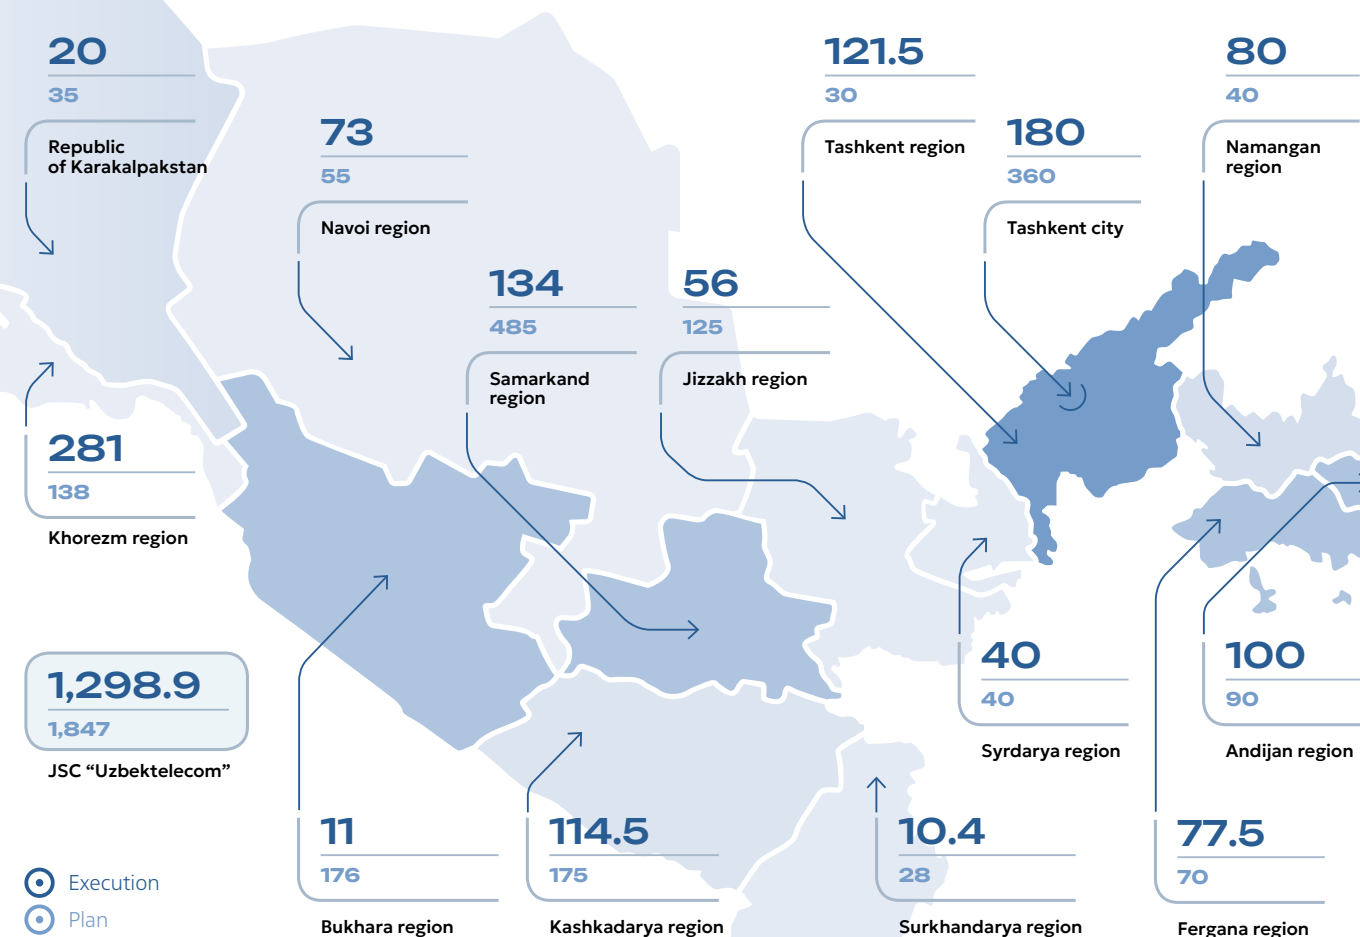 20
35
Republic
of Karakalpakstan
73
55
Navoi region
134
485
Samarkand
region
56
125
Jizzakh region
121.5
30
Tashkent region
180
360
Tashkent city
80
40
Namangan
region
281
138
Khorezm region
1,298.9
1,847
JSC “Uzbektelecom”
40
40
Syrdarya region
100
90
Andijan region
11
176
Bukhara region
114.5
175
Kashkadarya region
10.4
28
Surkhandarya region
77.5
70
Fergana region
Execution
Plan